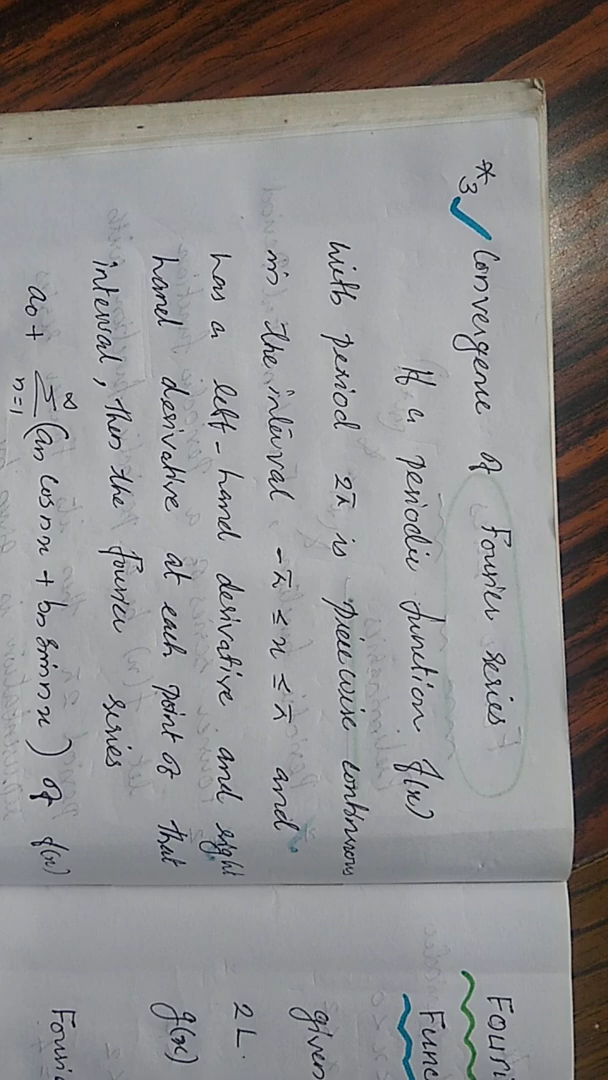 *3 Convergence of Fourier series
If a periodic function f(x)
with period 2π is piecewise continuous
in the interval -π ≤ x ≤ π and
has a left-hand derivative and right
hand derivative at each point of that
interval, then the Fourier series
a₀ + ∞Σn=1 (an cos nx + bn sin nx) of f(x)
Fouri
Func
given
2L.
g(x)
Fouri